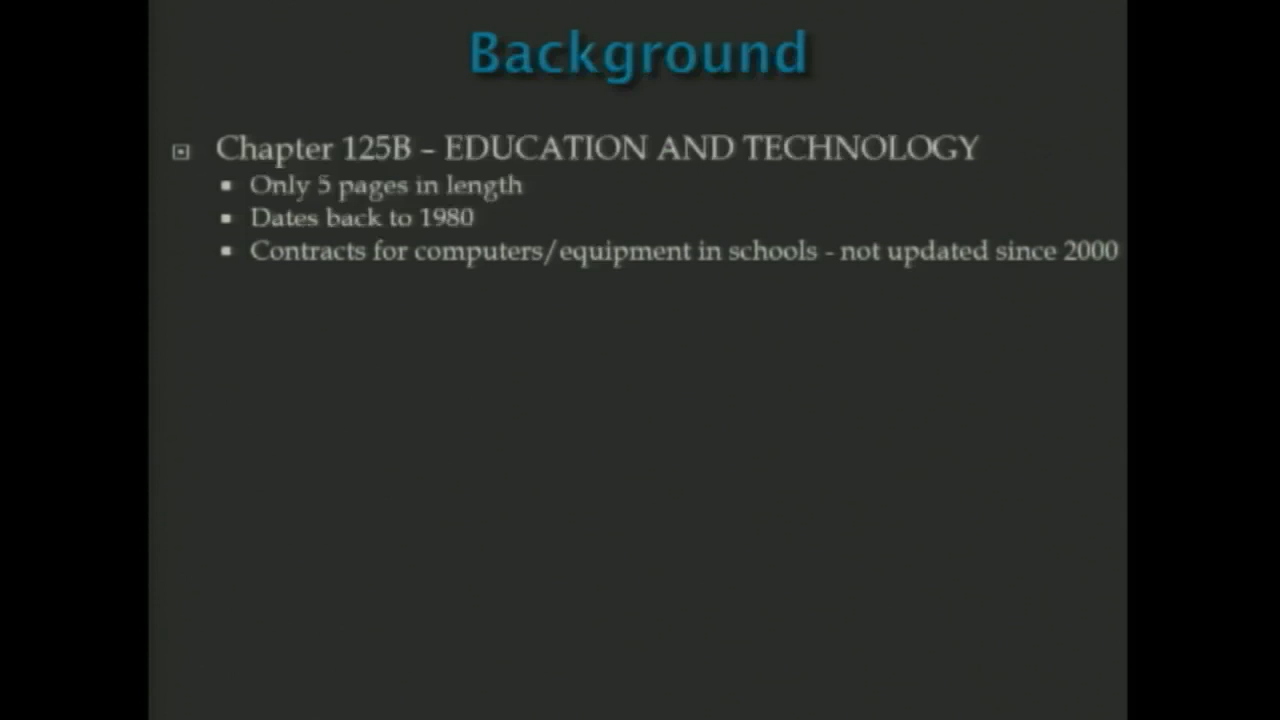 Background
Chapter 125B – EDUCATION AND TECHNOLOGY
Only 5 pages in length
Dates back to 1980
Contracts for computers/equipment in schools - not updated since 2000